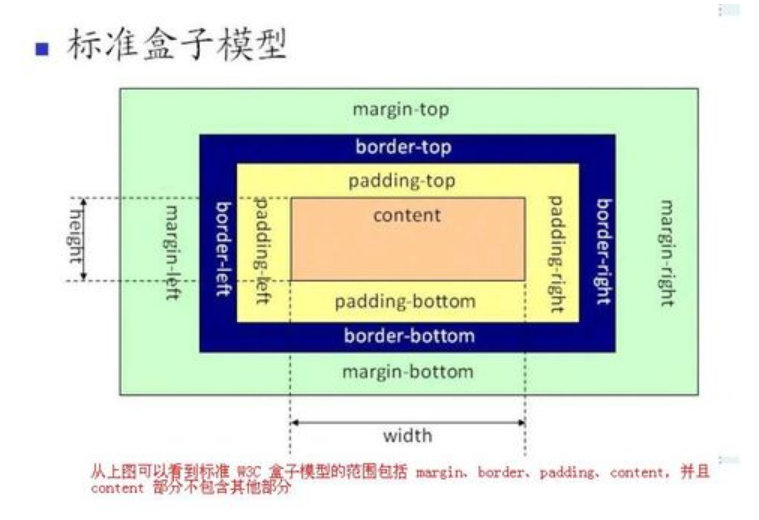 标准盒子模型
margin-top
border-top
padding-top
content
height
margin-left
border-left
padding-left
padding-right
border-right
margin-right
padding-bottom
border-bottom
margin-bottom
width
从上图可以看到标准 W3C 盒子模型的范围包括 margin、border、padding、content，并且
content 部分不包含其他部分